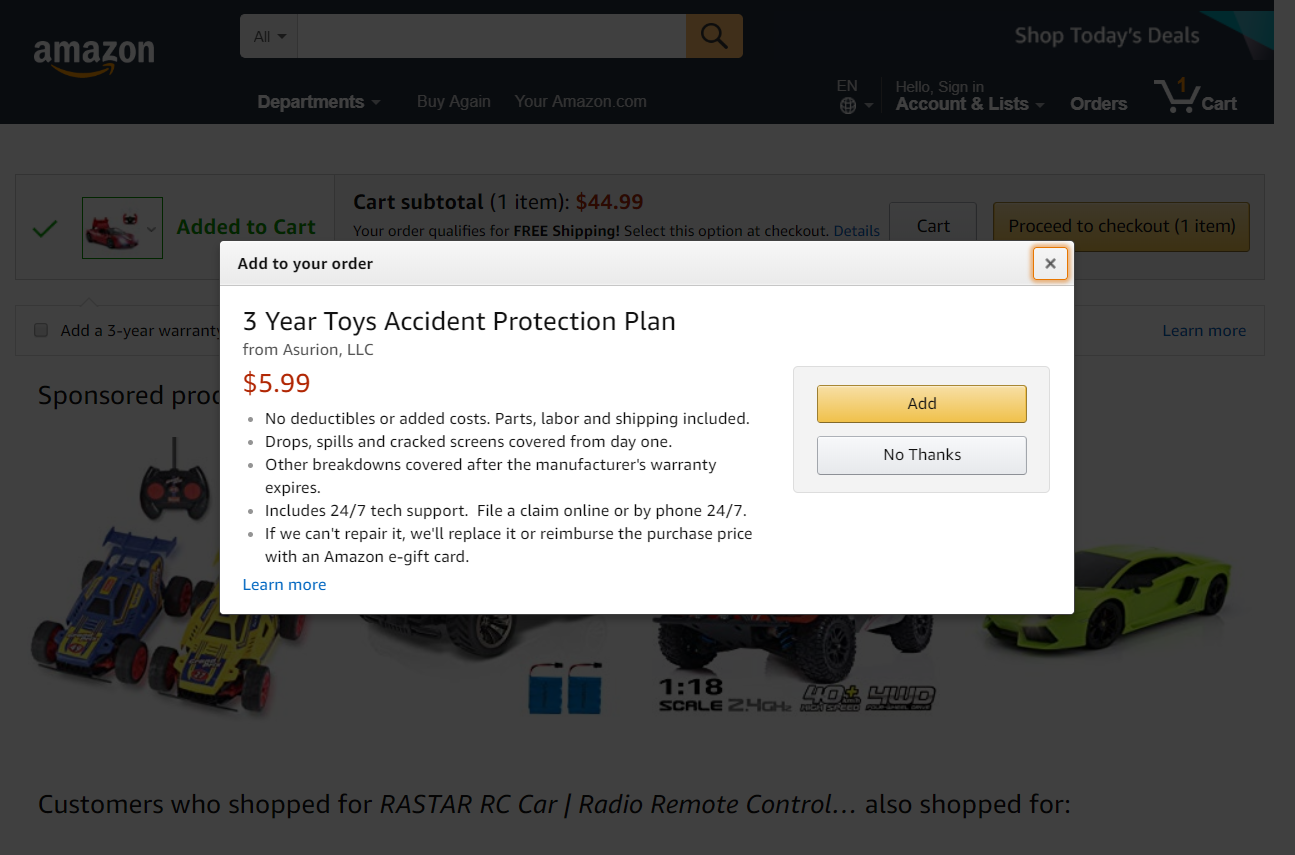 amazon
All
Shop Today's Deals
Departments
Buy Again
Your Amazon.com
EN
Hello, Sign in
Account & Lists
Orders
1
Cart
Added to Cart
Cart subtotal (1 item): $44.99
Your order qualifies for FREE Shipping! Select this option at checkout. Details
Cart
Proceed to checkout (1 item)
Add to your order
Add a 3-year warranty
Learn more
3 Year Toys Accident Protection Plan
from Asurion, LLC
$5.99
No deductibles or added costs. Parts, labor and shipping included.
Drops, spills and cracked screens covered from day one.
Other breakdowns covered after the manufacturer's warranty
expires.
Includes 24/7 tech support.  File a claim online or by phone 24/7.
If we can't repair it, we'll replace it or reimburse the purchase price
with an Amazon e-gift card.
Learn more
Add
No Thanks
Sponsored
1:18
SCALE 2.4GHz
40+
HIGH SPEED
4WD
Customers who shopped for RASTAR RC Car | Radio Remote Control… also shopped for: